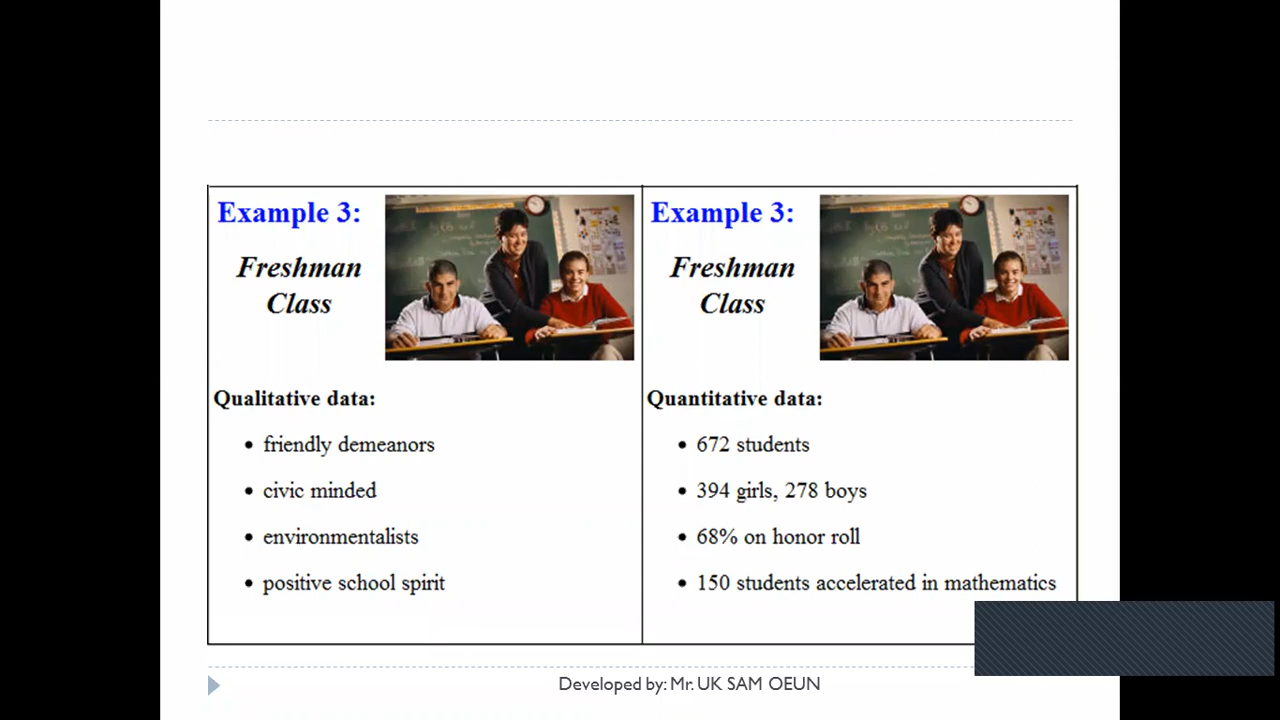 Example 3:
Freshman
Class
Qualitative data:
• friendly demeanors
• civic minded
• environmentalists
• positive school spirit
Example 3:
Freshman
Class
Quantitative data:
• 672 students
• 394 girls, 278 boys
• 68% on honor roll
• 150 students accelerated in mathematics
Developed by: Mr. UK SAM OEUN